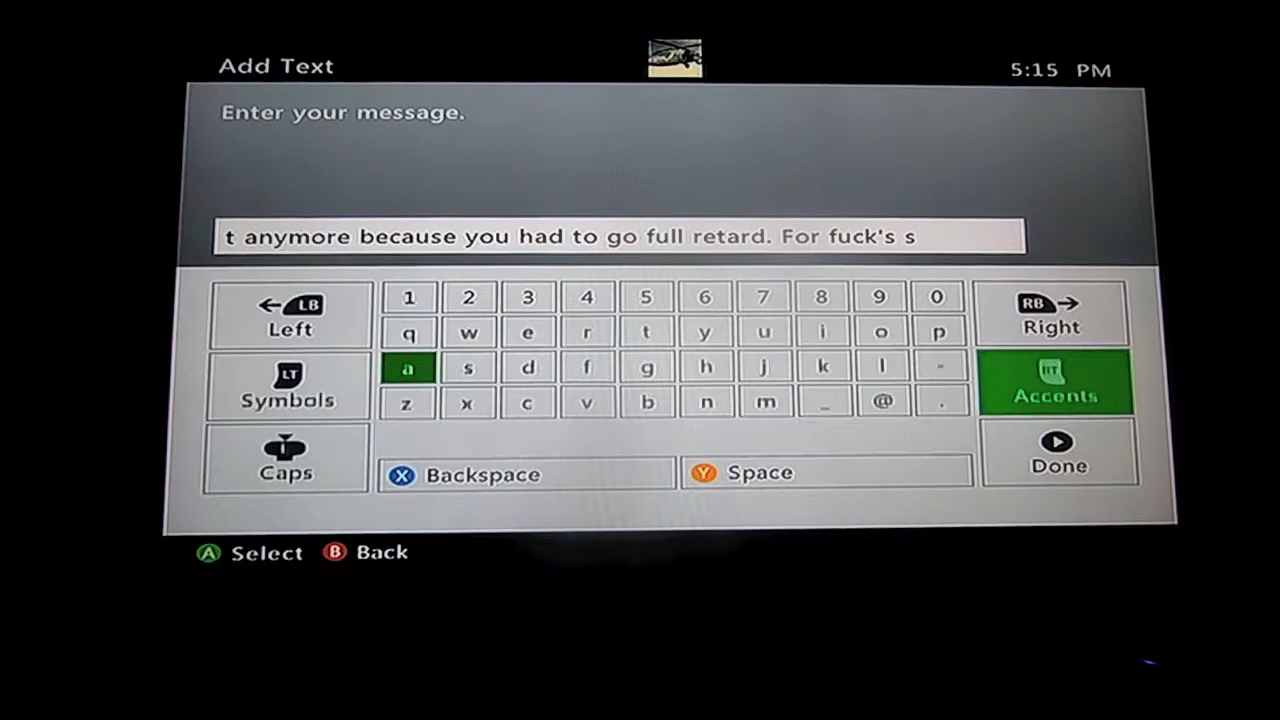 Add Text
5:15 PM
Enter your message.
t anymore because you had to go full retard. For fuck's s
LB
Left
1 2 3 4 5 6 7 8 9 0
RB
Right
q w e r t y u i o p
LT
Symbols
a s d f g h j k l -
RT
Accents
z x c v b n m _ @ .
Caps
X Backspace
Y Space
Done
A Select B Back